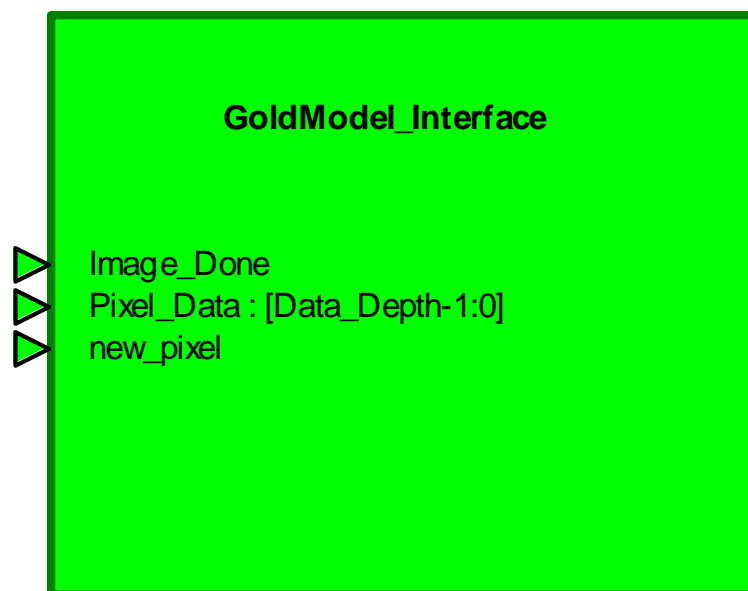 GoldModel_Interface
Image_Done
Pixel_Data : [Data_Depth-1:0]
new_pixel